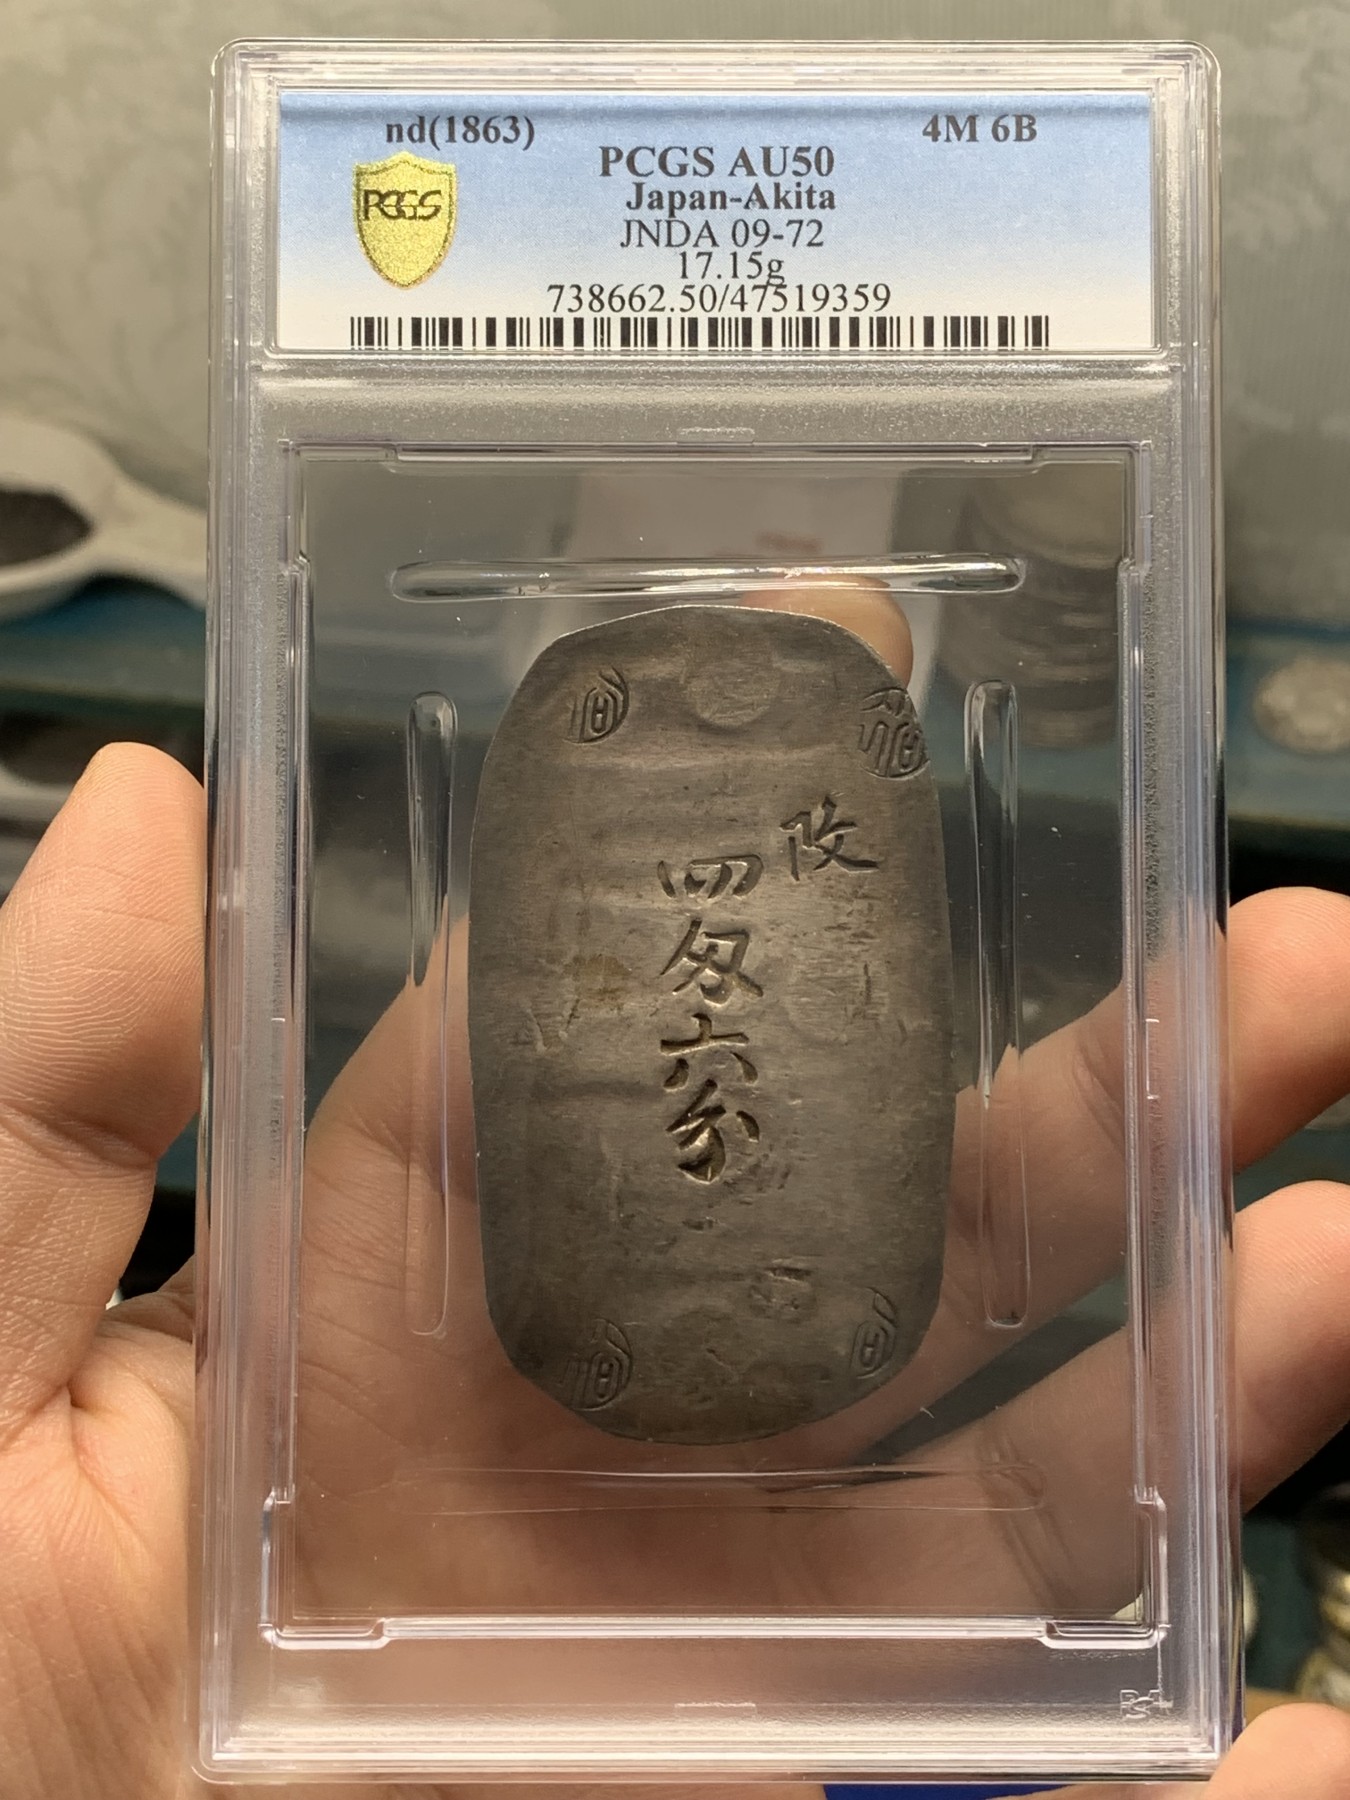 nd(1863)
4M 6B
PCGS AU50
PCGS
Japan-Akita
JNDA 09-72
17.15g
738662.50/47519359
改
四匁六分